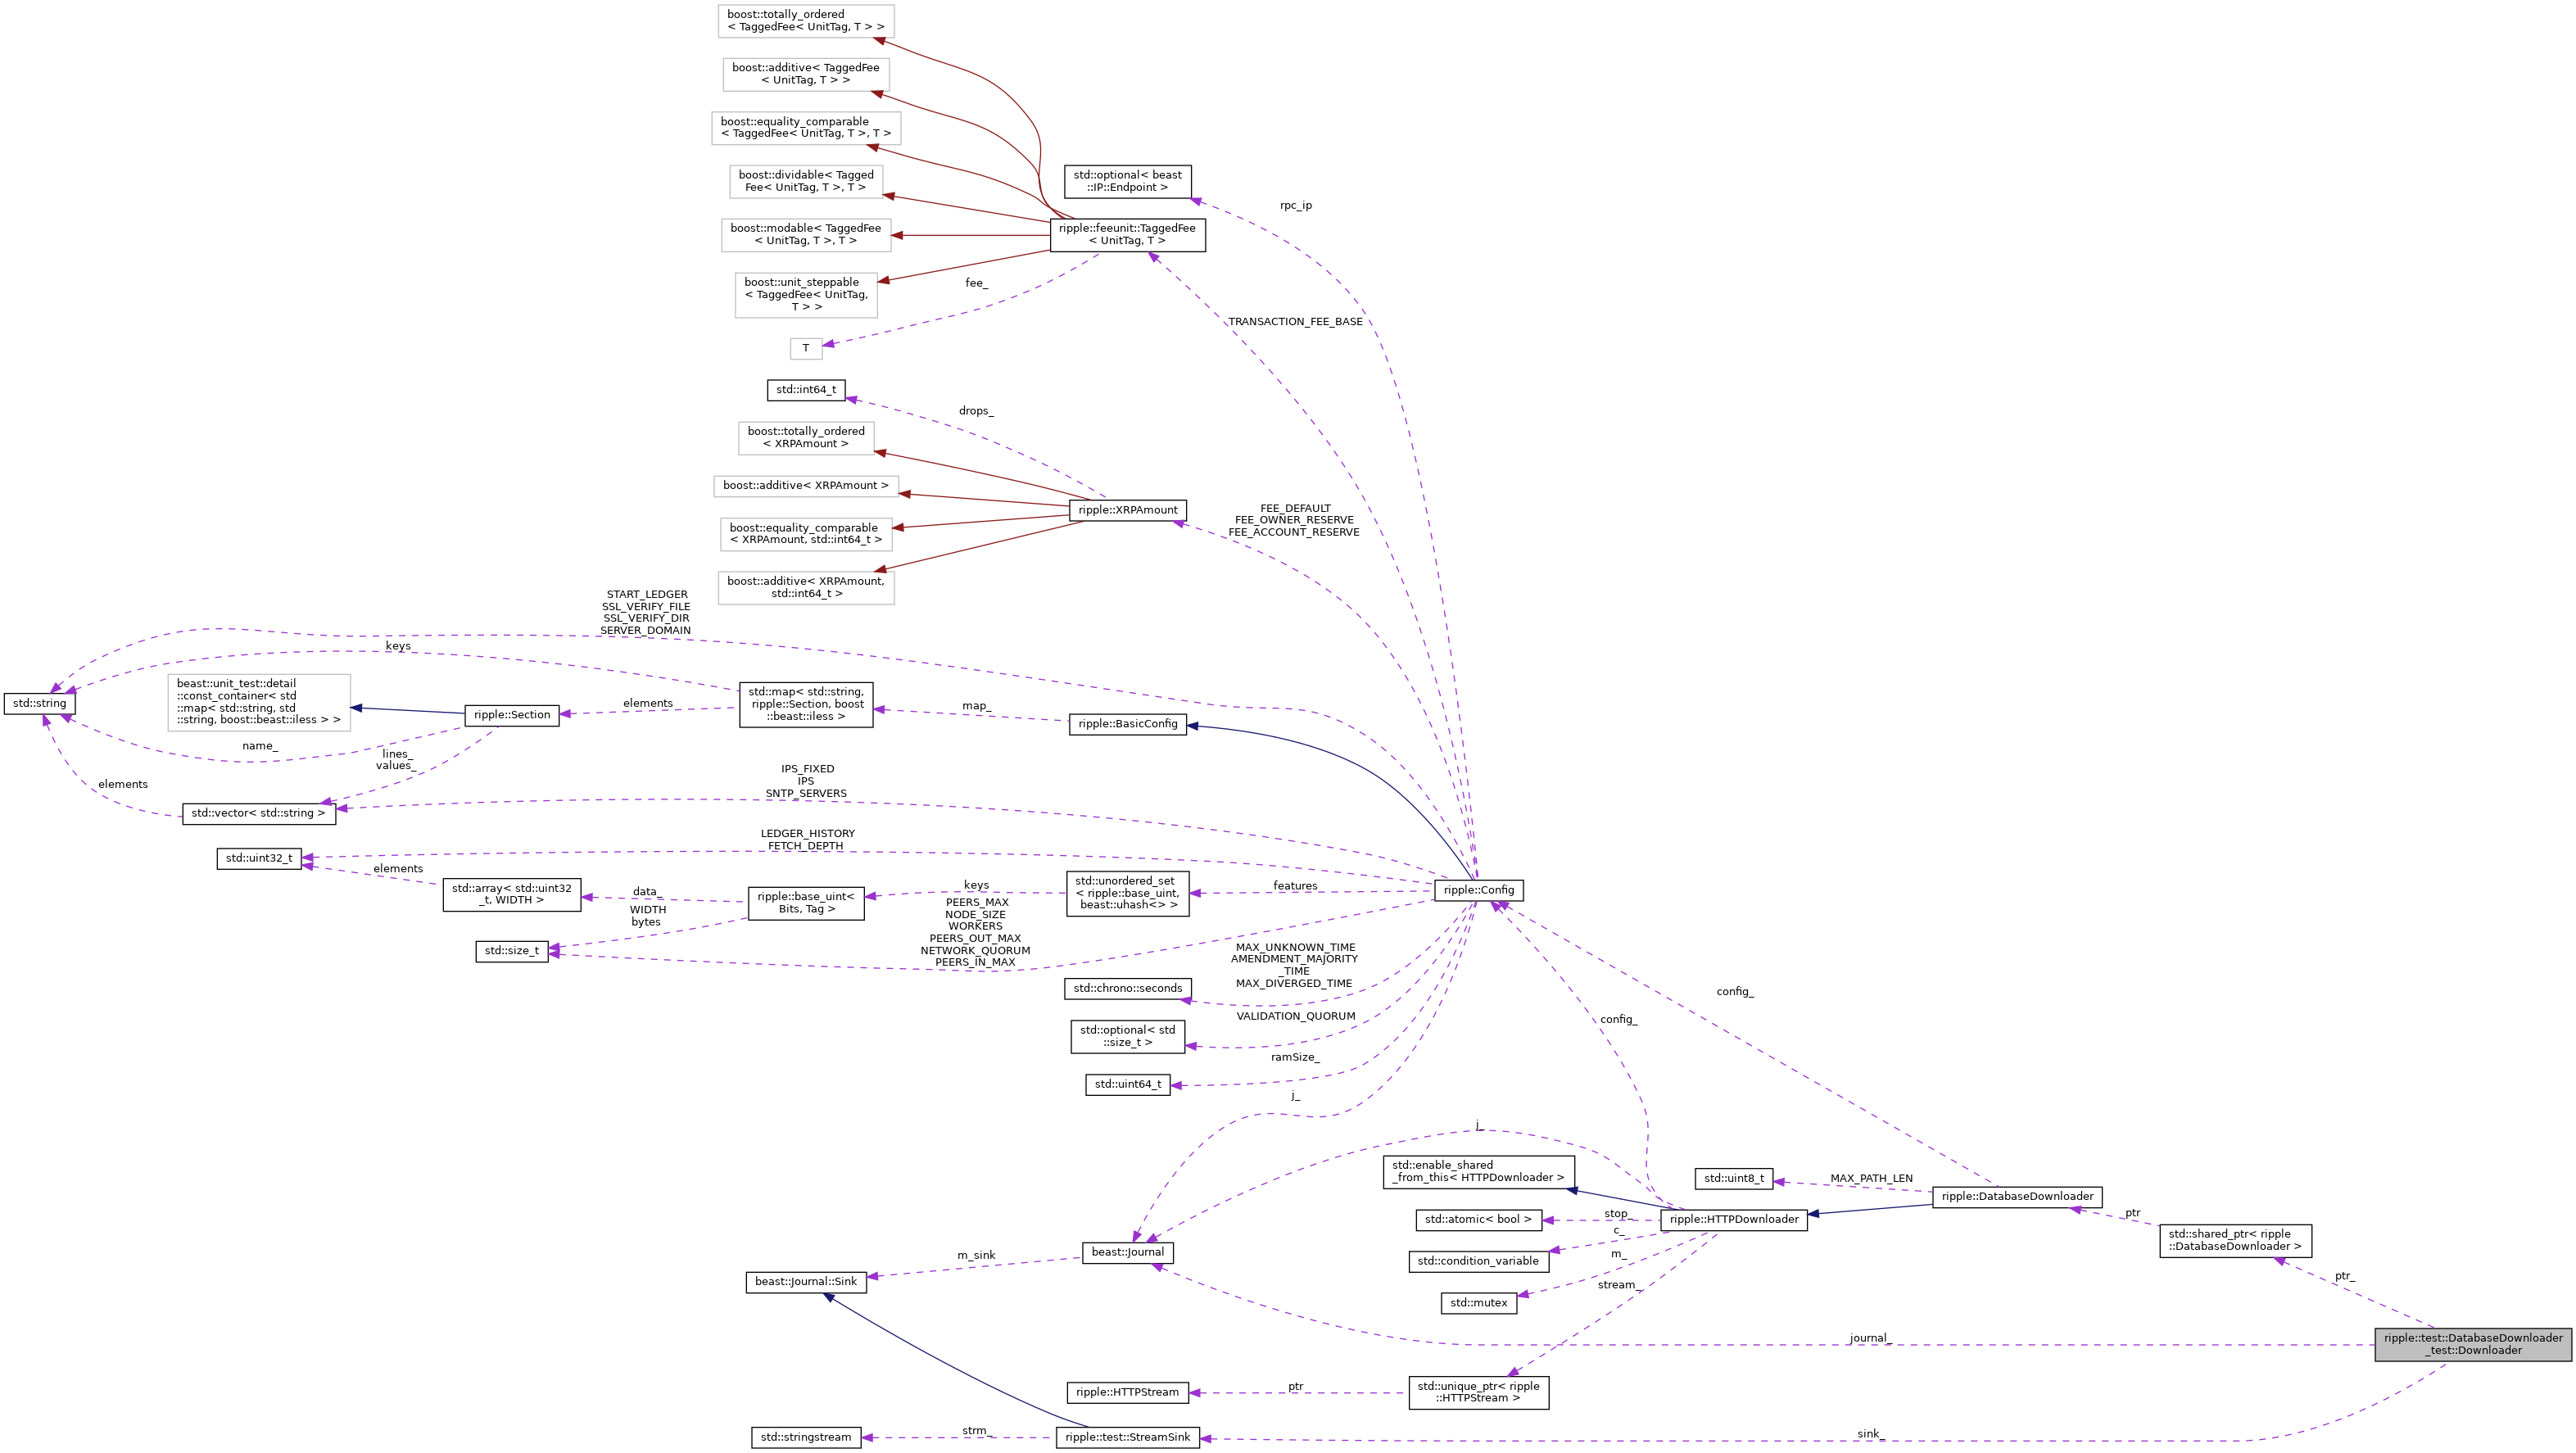 boost::totally_ordered
< TaggedFee< UnitTag, T > >
boost::additive< TaggedFee
< UnitTag, T > >
boost::equality_comparable
< TaggedFee< UnitTag, T >, T >
boost::dividable< Tagged
Fee< UnitTag, T >, T >
boost::modable< TaggedFee
< UnitTag, T >, T >
boost::unit_steppable
< TaggedFee< UnitTag,
T > >
T
std::optional< beast
::IP::Endpoint >
ripple::feeunit::TaggedFee
< UnitTag, T >
rpc_ip
fee_
TRANSACTION_FEE_BASE
std::int64_t
drops_
boost::totally_ordered
< XRPAmount >
boost::additive< XRPAmount >
boost::equality_comparable
< XRPAmount, std::int64_t >
boost::additive< XRPAmount,
std::int64_t >
ripple::XRPAmount
FEE_DEFAULT
FEE_OWNER_RESERVE
FEE_ACCOUNT_RESERVE
START_LEDGER
SSL_VERIFY_FILE
SSL_VERIFY_DIR
SERVER_DOMAIN
keys
std::string
beast::unit_test::detail
::const_container< std
::map< std::string, std
::string, boost::beast::iless > >
ripple::Section
elements
std::map< std::string,
ripple::Section, boost
::beast::iless >
map_
ripple::BasicConfig
name_
lines_
values_
elements
std::vector< std::string >
IPS_FIXED
IPS
SNTP_SERVERS
LEDGER_HISTORY
FETCH_DEPTH
std::uint32_t
elements
std::array< std::uint32
_t, WIDTH >
data_
WIDTH
bytes
std::size_t
ripple::base_uint<
Bits, Tag >
keys
std::unordered_set
< ripple::base_uint,
beast::uhash<> >
features
ripple::Config
PEERS_MAX
NODE_SIZE
WORKERS
PEERS_OUT_MAX
NETWORK_QUORUM
PEERS_IN_MAX
MAX_UNKNOWN_TIME
AMENDMENT_MAJORITY
_TIME
MAX_DIVERGED_TIME
std::chrono::seconds
VALIDATION_QUORUM
std::optional< std
::size_t >
ramSize_
std::uint64_t
j_
config_
config_
j_
std::enable_shared
_from_this< HTTPDownloader >
std::uint8_t
MAX_PATH_LEN
ripple::DatabaseDownloader
std::atomic< bool >
stop_
ripple::HTTPDownloader
ptr
std::shared_ptr< ripple
::DatabaseDownloader >
c_
std::condition_variable
m_
std::mutex
stream_
ptr_
beast::Journal
m_sink
beast::Journal::Sink
journal_
ripple::test::DatabaseDownloader
_test::Downloader
std::unique_ptr< ripple
::HTTPStream >
ptr
ripple::HTTPStream
std::stringstream
strm_
ripple::test::StreamSink
sink_